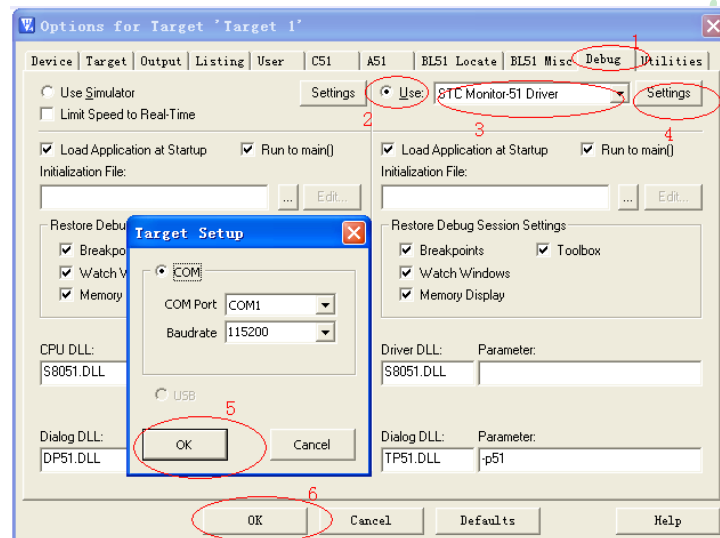 Options for Target 'Target 1'
1
Device Target Output Listing User C51 A51 BL51 Locate BL51 Misc Debug Utilities
Use Simulator Settings Use: STC Monitor-51 Driver Settings
Limit Speed to Real-Time 2 3 4
Load Application at Startup Run to main() Load Application at Startup Run to main()
Initialization File: Initialization File:
... Edit... ... Edit...
Restore Debu Restore Debug Session Settings
Target Setup
Breakpo Breakpoints Toolbox
Watch W Watch Windows
Memory Memory Display
COM
COM Port COM1
Baudrate 115200
CPU DLL: Driver DLL: Parameter:
S8051.DLL S8051.DLL
USB
5
Dialog DLL: Dialog DLL: Parameter:
OK Cancel
DP51.DLL TP51.DLL -p51
6
OK Cancel Defaults Help